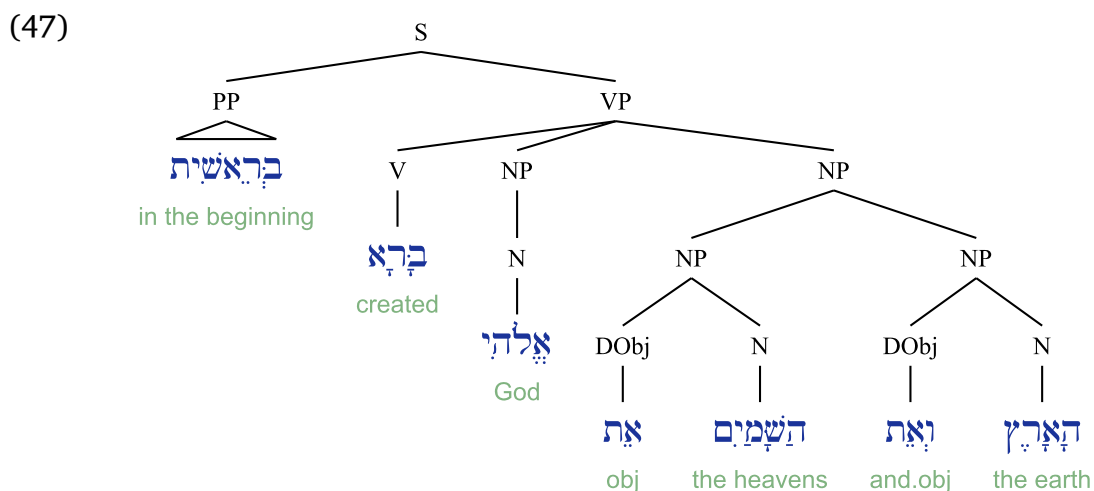 (47)
S
PP VP
בְּרֵאשִׁית V NP NP
in the beginning
בָּרָא N NP NP
created
אֱלֹהִי DObj N DObj N
God
אֵת הַשָּׁמַיִם וְאֵת הָאָרֶץ
obj the heavens and.obj the earth